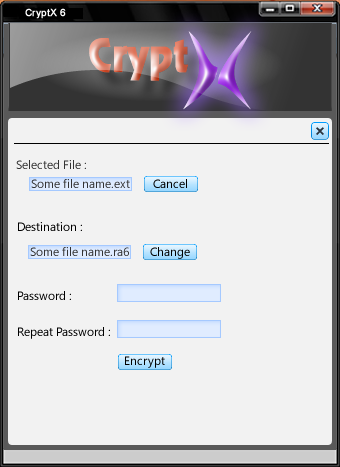 CryptX 6
Crypt X
Selected File :
Some file name.ext Cancel
Destination :
Some file name.ra6 Change
Password :
Repeat Password :
Encrypt